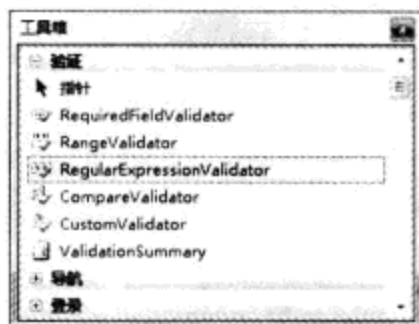 工具箱
验证
指针
RequiredFieldValidator
RangeValidator
RegularExpressionValidator
CompareValidator
CustomValidator
ValidationSummary
导航
登录